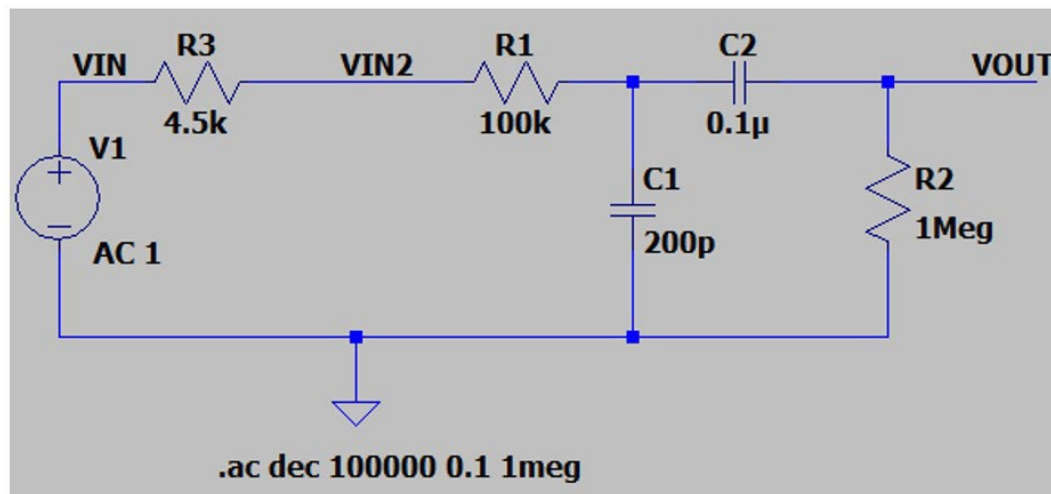 VIN
R3
4.5k
VIN2
R1
100k
C2
0.1µ
VOUT
V1
AC 1
C1
200p
R2
1Meg
.ac dec 100000 0.1 1meg